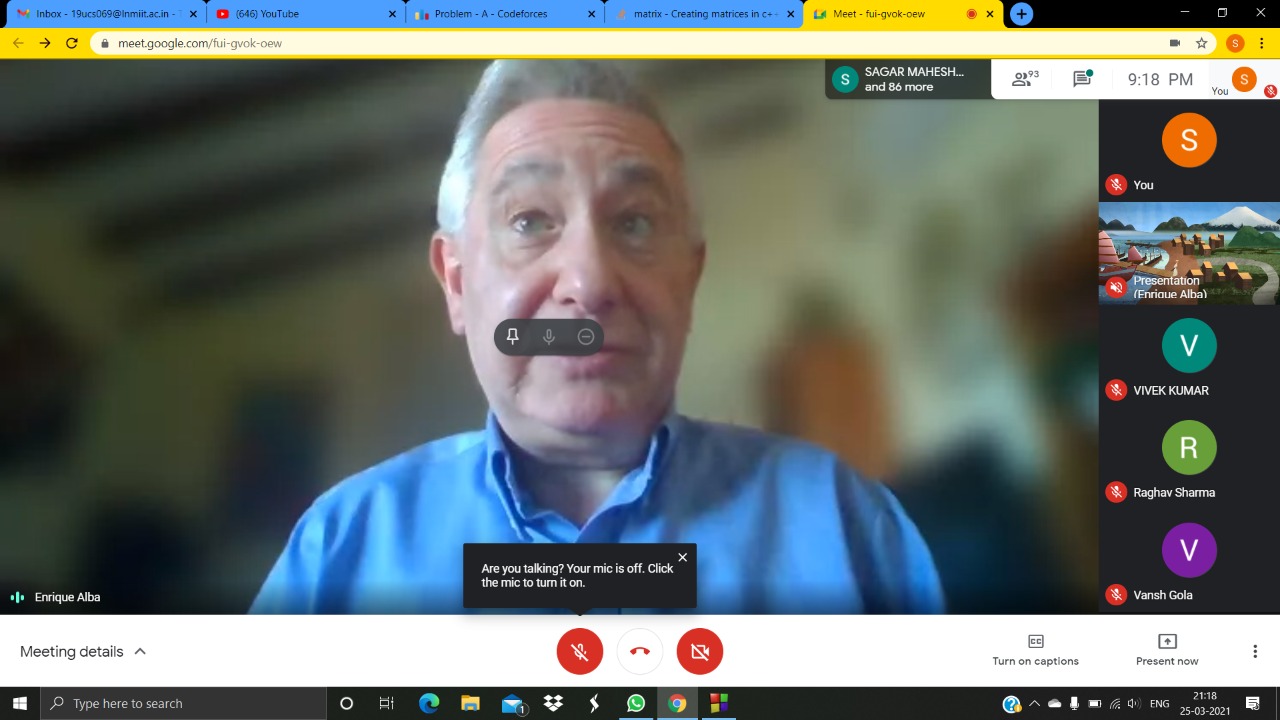 Inbox - 19ucs069@lnmiit.ac.in -
(646) YouTube
Problem - A - Codeforces
matrix - Creating matrices in c++
Meet - fui-gvok-oew
meet.google.com/fui-gvok-oew
S
S
SAGAR MAHESH...
and 86 more
93
9:18 PM
You
S
S
You
Presentation
(Enrique Alba)
V
VIVEK KUMAR
R
Raghav Sharma
V
Vansh Gola
Are you talking? Your mic is off. Click
the mic to turn it on.
Enrique Alba
Meeting details
CC
Turn on captions
Present now
Type here to search
1
ENG
21:18
25-03-2021